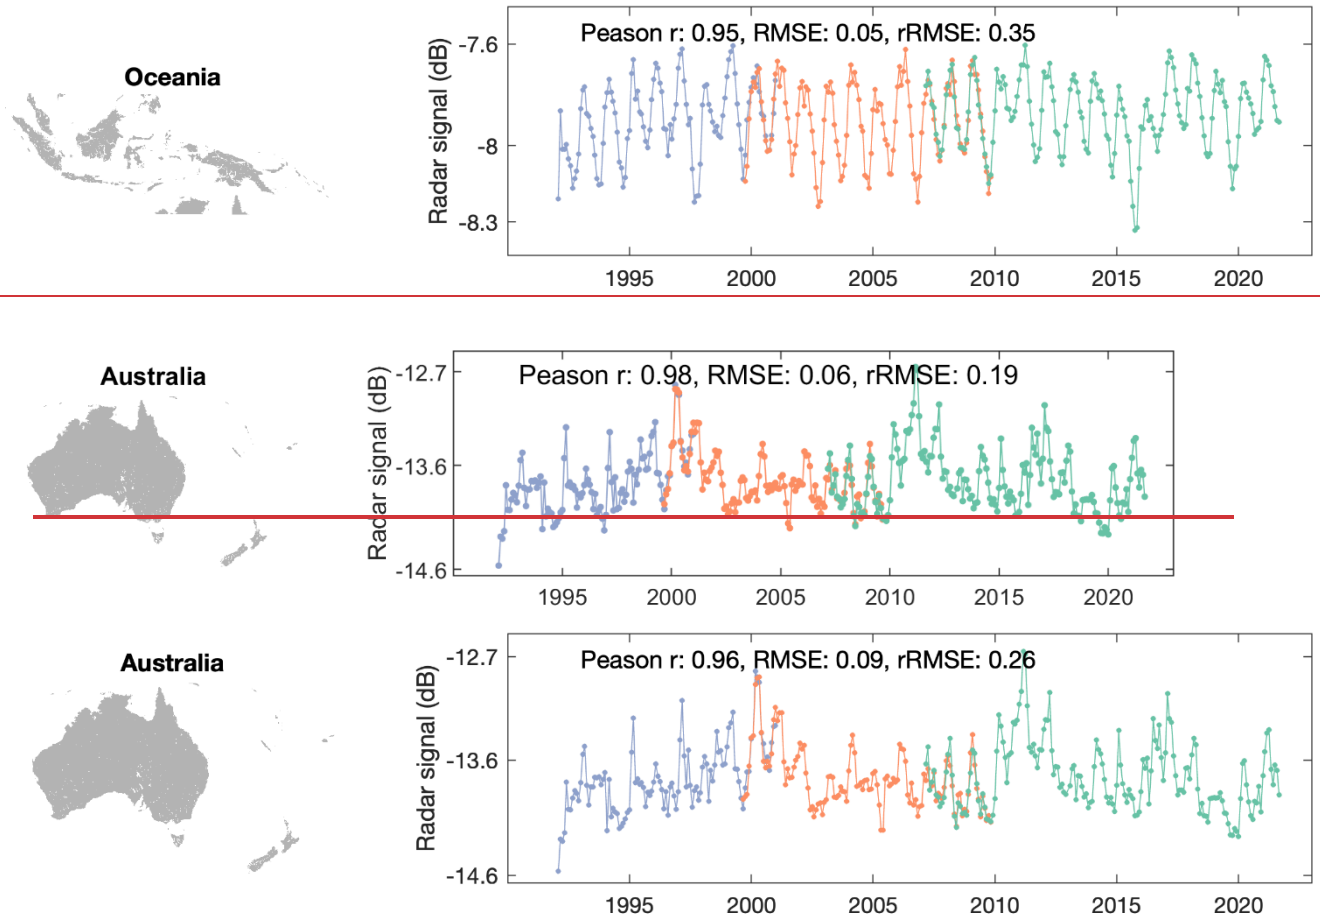 Oceania
Radar signal (dB)
Peason r: 0.95, RMSE: 0.05, rRMSE: 0.35
-7.6
-8
-8.3
1995 2000 2005 2010 2015 2020
Australia
Radar signal (dB)
Peason r: 0.98, RMSE: 0.06, rRMSE: 0.19
-12.7
-13.6
-14.6
1995 2000 2005 2010 2015 2020
Australia
Radar signal (dB)
Peason r: 0.96, RMSE: 0.09, rRMSE: 0.26
-12.7
-13.6
-14.6
1995 2000 2005 2010 2015 2020